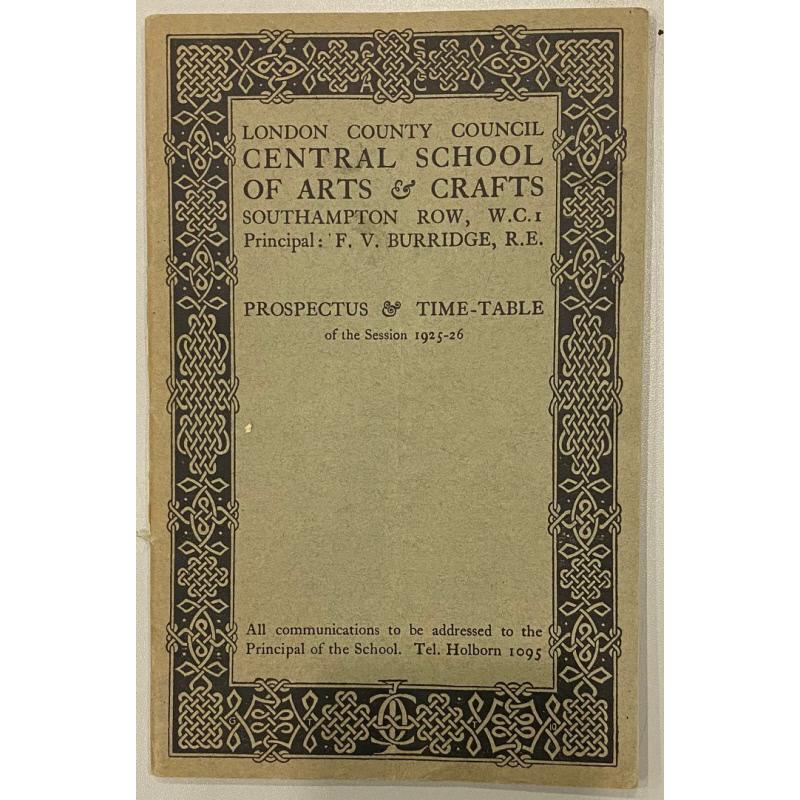 C S
A C
LONDON COUNTY COUNCIL
CENTRAL SCHOOL
OF ARTS & CRAFTS
SOUTHAMPTON ROW, W.C.1
Principal: F. V. BURRIDGE, R.E.
PROSPECTUS & TIME-TABLE
of the Session 1925-26
All communications to be addressed to the
Principal of the School. Tel. Holborn 1095